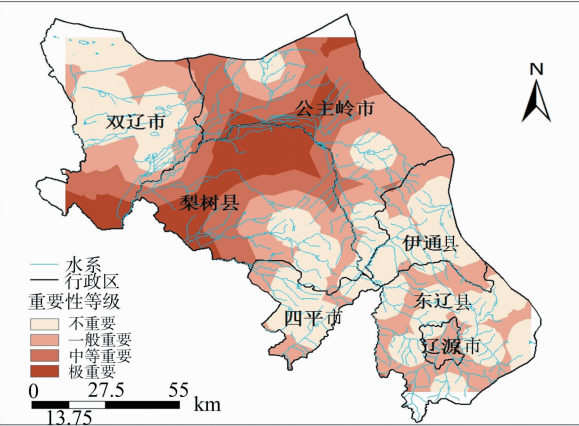 N
双辽市
公主岭市
梨树县
伊通县
东辽县
四平市
辽源市
水系
行政区
重要性等级
不重要
一般重要
中等重要
极重要
0 27.5 55
km
13.75